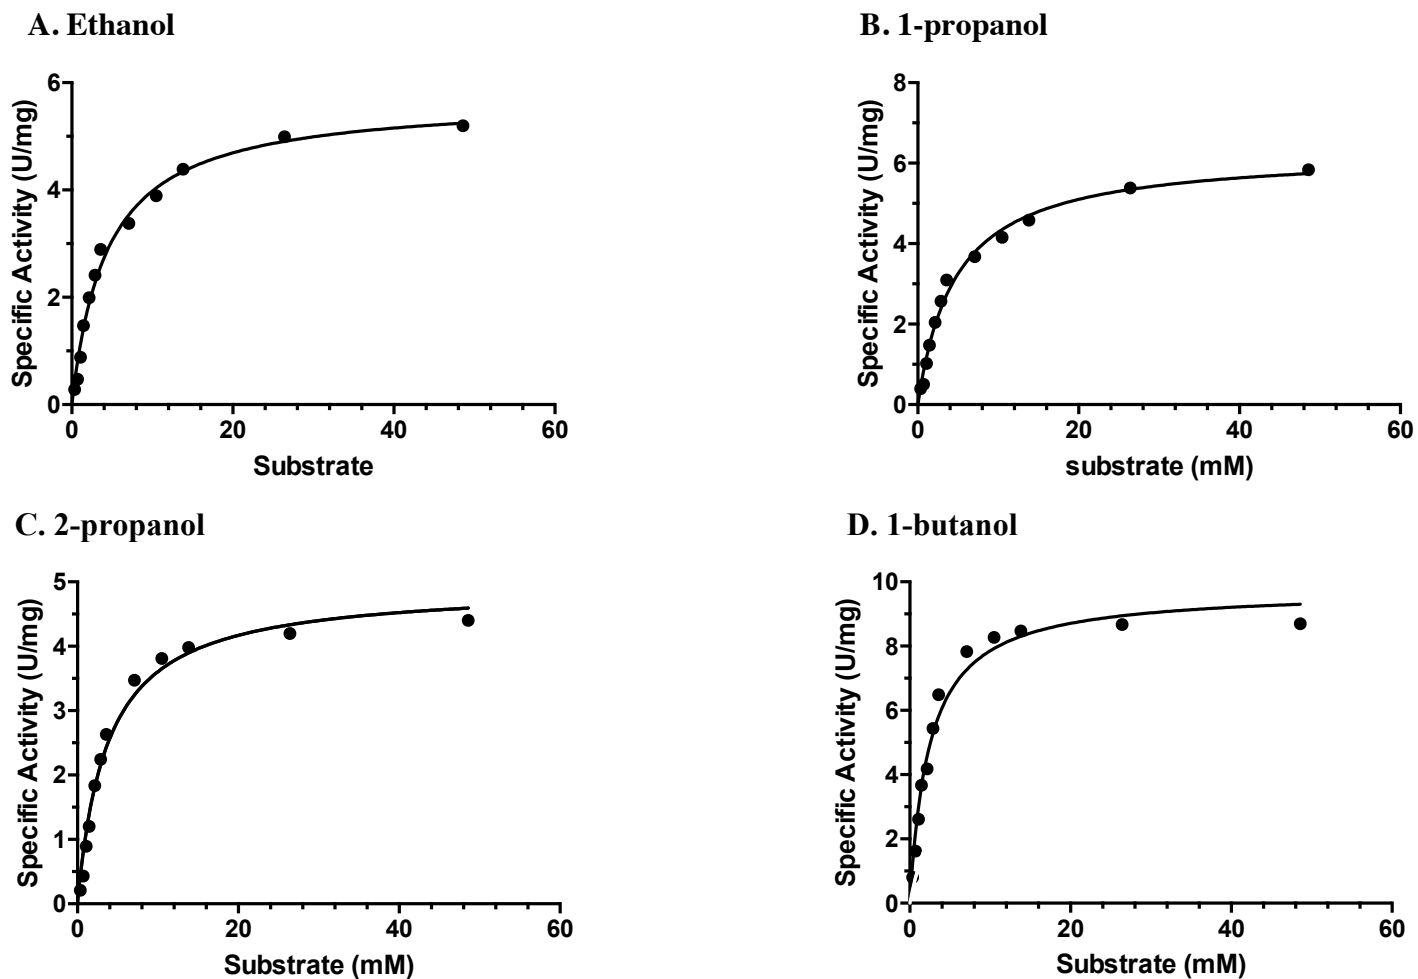 A. Ethanol
6
4
2
0
0 20 40 60
Specific Activity (U/mg)
Substrate
B. 1-propanol
8
6
4
2
0
0 20 40 60
Specific Activity (U/mg)
substrate (mM)
C. 2-propanol
5
4
3
2
1
0
0 20 40 60
Specific Activity (U/mg)
Substrate (mM)
D. 1-butanol
10
8
6
4
2
0
0 20 40 60
Specific Activity (U/mg)
Substrate (mM)